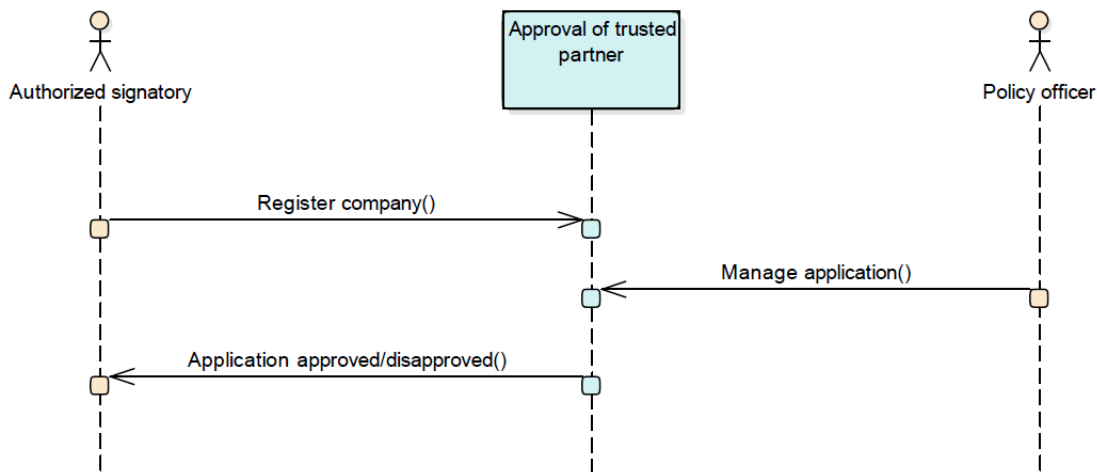 Approval of trusted
partner
Authorized signatory
Policy officer
Register company()
Manage application()
Application approved/disapproved()